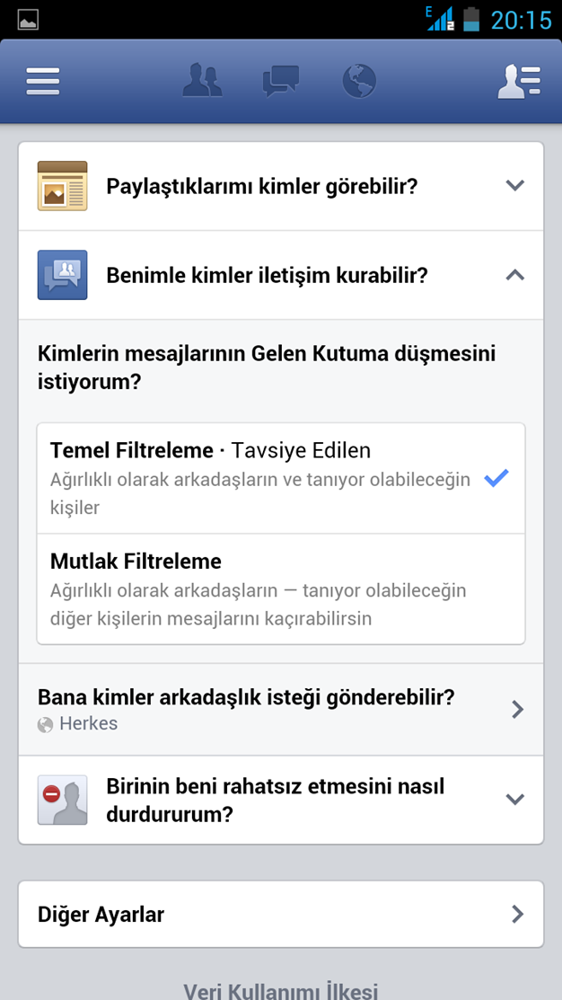 E
2
20:15
Paylaştıklarımı kimler görebilir?
Benimle kimler iletişim kurabilir?
Kimlerin mesajlarının Gelen Kutuma düşmesini
istiyorum?
Temel Filtreleme · Tavsiye Edilen
Ağırlıklı olarak arkadaşların ve tanıyor olabileceğin
kişiler
Mutlak Filtreleme
Ağırlıklı olarak arkadaşların — tanıyor olabileceğin
diğer kişilerin mesajlarını kaçırabilirsin
Bana kimler arkadaşlık isteği gönderebilir?
Herkes
Birinin beni rahatsız etmesini nasıl
durdururum?
Diğer Ayarlar
Veri Kullanımı İlkesi